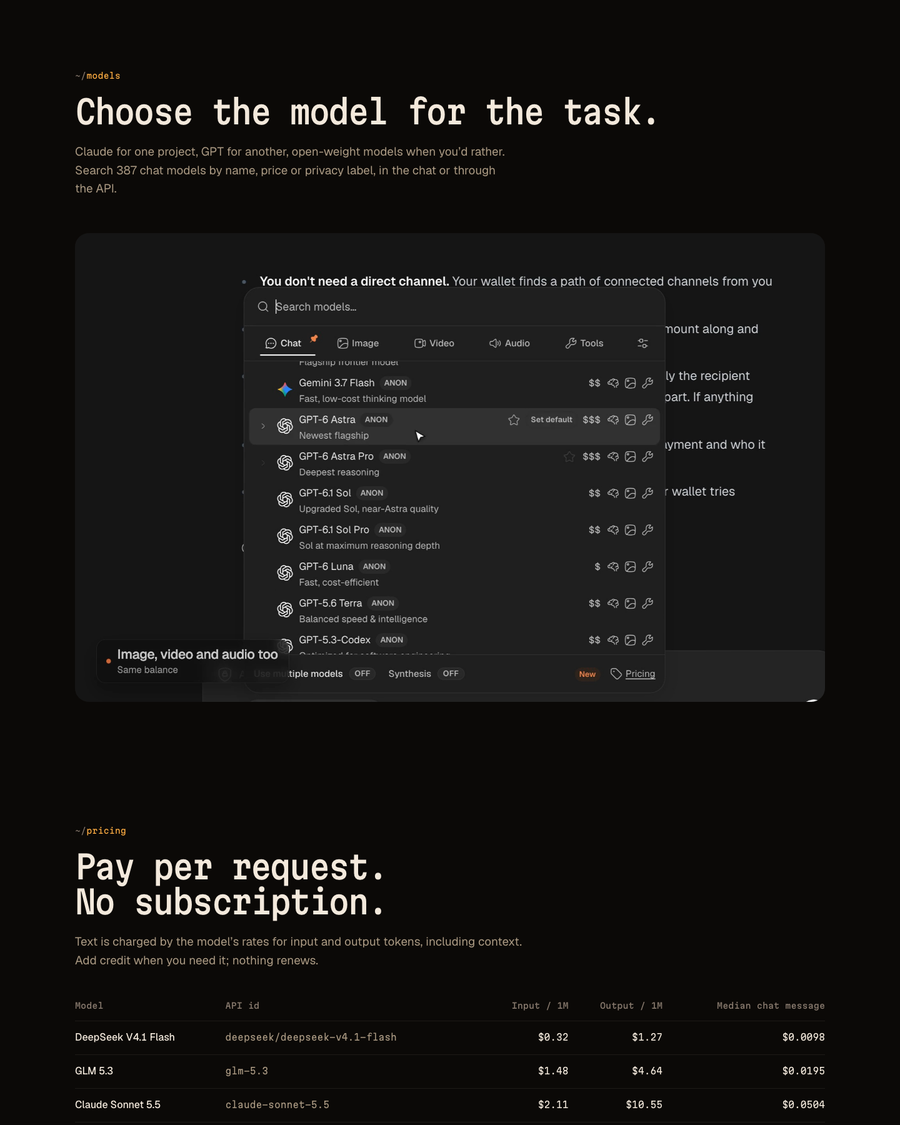 ~/models
Choose the model for the task.
Claude for one project, GPT for another, open-weight models when you'd rather.
Search 387 chat models by name, price or privacy label, in the chat or through
the API.
You don't need a direct channel. Your wallet finds a path of connected channels from you
Search models...
mount along and
Chat
Image
Video
Audio
Tools
Flagship frontier model
ly the recipient
Gemini 3.7 Flash ANON $$
Fast, low-cost thinking model
part. If anything
GPT-6 Astra ANON Set default $$$
Newest flagship
ayment and who it
GPT-6 Astra Pro ANON $$$
Deepest reasoning
GPT-6.1 Sol ANON $$
r wallet tries
Upgraded Sol, near-Astra quality
GPT-6.1 Sol Pro ANON $$
Sol at maximum reasoning depth
GPT-6 Luna ANON $
Fast, cost-efficient
GPT-5.6 Terra ANON $$
Balanced speed & intelligence
GPT-5.3-Codex ANON $$
Optimized for software engineering
Image, video and audio too
Same balance
Use multiple models OFF Synthesis OFF New Pricing
~/pricing
Pay per request.
No subscription.
Text is charged by the model's rates for input and output tokens, including context.
Add credit when you need it; nothing renews.
Model API id Input / 1M Output / 1M Median chat message
DeepSeek V4.1 Flash deepseek/deepseek-v4.1-flash $0.32 $1.27 $0.0098
GLM 5.3 glm-5.3 $1.48 $4.64 $0.0195
Claude Sonnet 5.5 claude-sonnet-5.5 $2.11 $10.55 $0.0504